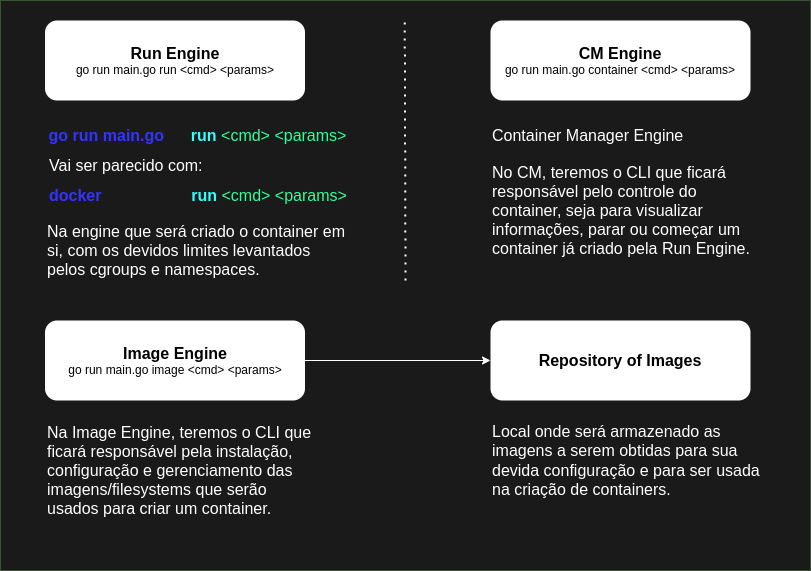 Run Engine
go run main.go run <cmd> <params>
go run main.go run <cmd> <params>
Vai ser parecido com:
docker run <cmd> <params>
Na engine que será criado o container em
si, com os devidos limites levantados
pelos cgroups e namespaces.
CM Engine
go run main.go container <cmd> <params>
Container Manager Engine
No CM, teremos o CLI que ficará
responsável pelo controle do
container, seja para visualizar
informações, parar ou começar um
container já criado pela Run Engine.
Image Engine
go run main.go image <cmd> <params>
Na Image Engine, teremos o CLI que
ficará responsável pela instalação,
configuração e gerenciamento das
imagens/filesystems que serão
usados para criar um container.
Repository of Images
Local onde será armazenado as
imagens a serem obtidas para sua
devida configuração e para ser usada
na criação de containers.